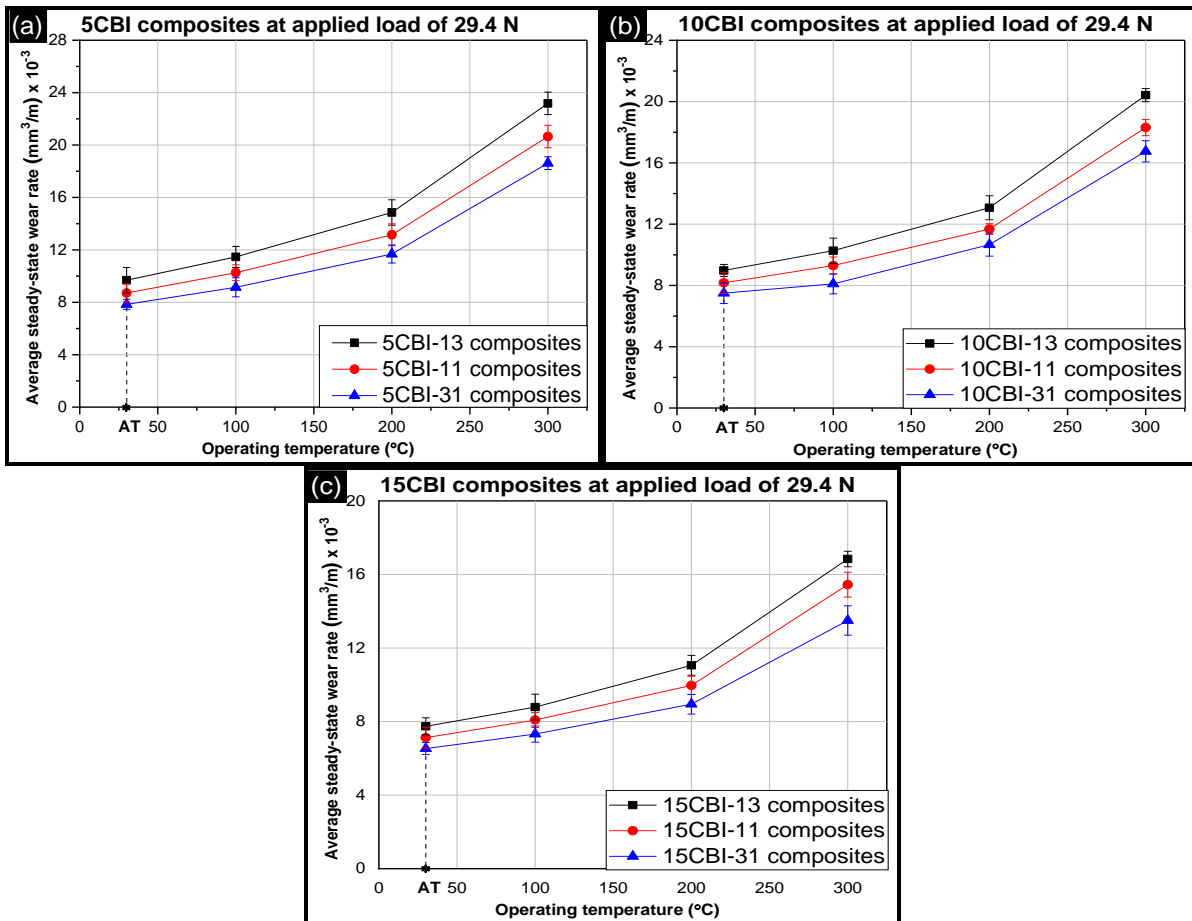 (a)
5CBI composites at applied load of 29.4 N
28
24
20
16
12
8
4
0
Average steady-state wear rate (mm³/m) x 10⁻³
5CBI-13 composites
5CBI-11 composites
5CBI-31 composites
0 AT 50 100 150 200 250 300
Operating temperature (°C)
(b)
10CBI composites at applied load of 29.4 N
24
20
16
12
8
4
0
Average steady-state wear rate (mm³/m) x 10⁻³
10CBI-13 composites
10CBI-11 composites
10CBI-31 composites
0 AT 50 100 150 200 250 300
Operating temperature (°C)
(c)
15CBI composites at applied load of 29.4 N
20
16
12
8
4
0
Average steady-state wear rate (mm³/m) x 10⁻³
15CBI-13 composites
15CBI-11 composites
15CBI-31 composites
0 AT 50 100 150 200 250 300
Operating temperature (°C)